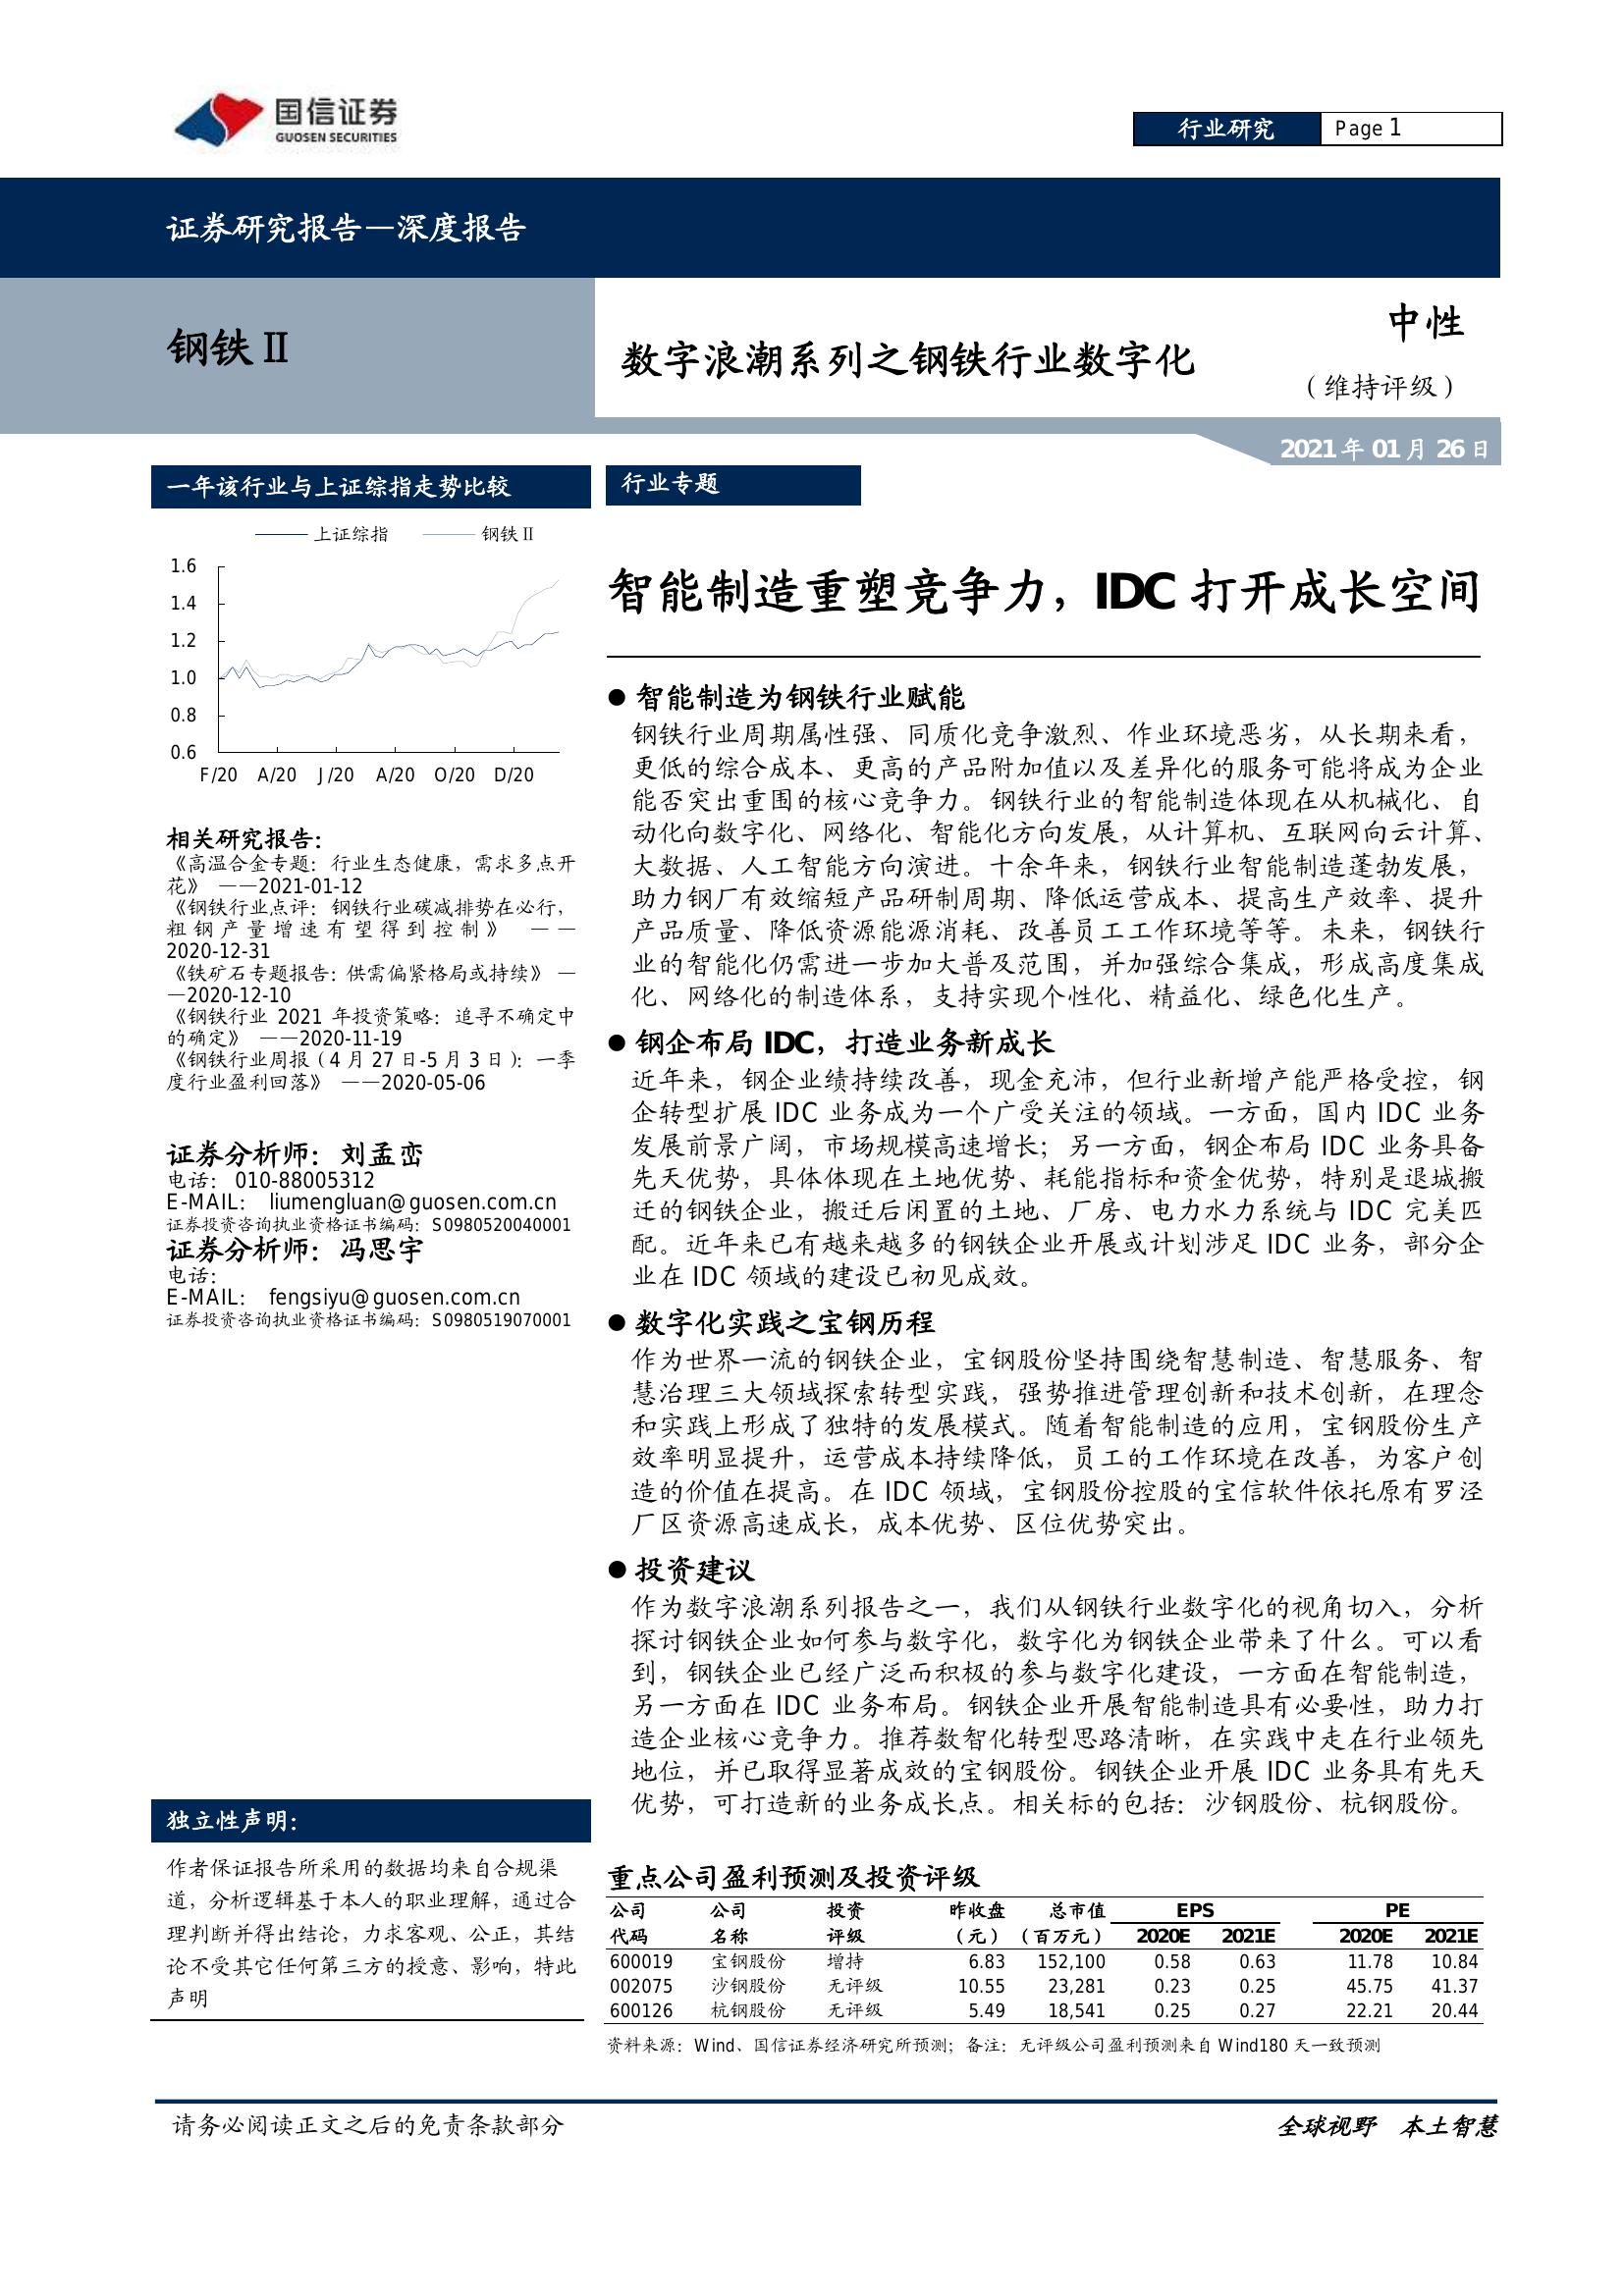 国信证券
GUOSEN SECURITIES
行业研究
Page 1
证券研究报告—深度报告
钢铁Ⅱ
数字浪潮系列之钢铁行业数字化
中性
（维持评级）
2021 年 01 月 26 日
一年该行业与上证综指走势比较
上证综指 钢铁Ⅱ
1.6
1.4
1.2
1.0
0.8
0.6
F/20 A/20 J/20 A/20 O/20 D/20
相关研究报告:
《高温合金专题：行业生态健康，需求多点开
花》 ——2021-01-12
《钢铁行业点评：钢铁行业碳减排势在必行，
粗钢产量增速有望得到控制》 ——
2020-12-31
《铁矿石专题报告：供需偏紧格局或持续》 —
—2020-12-10
《钢铁行业 2021 年投资策略：追寻不确定中
的确定》 ——2020-11-19
《钢铁行业周报（4 月 27 日-5 月 3 日）：一季
度行业盈利回落》 ——2020-05-06
证券分析师：刘孟峦
电话： 010-88005312
E-MAIL： liumengluan@guosen.com.cn
证券投资咨询执业资格证书编码：S0980520040001
证券分析师：冯思宇
电话：
E-MAIL： fengsiyu@guosen.com.cn
证券投资咨询执业资格证书编码：S0980519070001
独立性声明:
作者保证报告所采用的数据均来自合规渠
道，分析逻辑基于本人的职业理解，通过合
理判断并得出结论，力求客观、公正，其结
论不受其它任何第三方的授意、影响，特此
声明
行业专题
智能制造重塑竞争力，IDC 打开成长空间
● 智能制造为钢铁行业赋能
钢铁行业周期属性强、同质化竞争激烈、作业环境恶劣，从长期来看，
更低的综合成本、更高的产品附加值以及差异化的服务可能将成为企业
能否突出重围的核心竞争力。钢铁行业的智能制造体现在从机械化、自
动化向数字化、网络化、智能化方向发展，从计算机、互联网向云计算、
大数据、人工智能方向演进。十余年来，钢铁行业智能制造蓬勃发展，
助力钢厂有效缩短产品研制周期、降低运营成本、提高生产效率、提升
产品质量、降低资源能源消耗、改善员工工作环境等等。未来，钢铁行
业的智能化仍需进一步加大普及范围，并加强综合集成，形成高度集成
化、网络化的制造体系，支持实现个性化、精益化、绿色化生产。
● 钢企布局 IDC，打造业务新成长
近年来，钢企业绩持续改善，现金充沛，但行业新增产能严格受控，钢
企转型扩展 IDC 业务成为一个广受关注的领域。一方面，国内 IDC 业务
发展前景广阔，市场规模高速增长；另一方面，钢企布局 IDC 业务具备
先天优势，具体体现在土地优势、耗能指标和资金优势，特别是退城搬
迁的钢铁企业，搬迁后闲置的土地、厂房、电力水力系统与 IDC 完美匹
配。近年来已有越来越多的钢铁企业开展或计划涉足 IDC 业务，部分企
业在 IDC 领域的建设已初见成效。
● 数字化实践之宝钢历程
作为世界一流的钢铁企业，宝钢股份坚持围绕智慧制造、智慧服务、智
慧治理三大领域探索转型实践，强势推进管理创新和技术创新，在理念
和实践上形成了独特的发展模式。随着智能制造的应用，宝钢股份生产
效率明显提升，运营成本持续降低，员工的工作环境在改善，为客户创
造的价值在提高。在 IDC 领域，宝钢股份控股的宝信软件依托原有罗泾
厂区资源高速成长，成本优势、区位优势突出。
● 投资建议
作为数字浪潮系列报告之一，我们从钢铁行业数字化的视角切入，分析
探讨钢铁企业如何参与数字化，数字化为钢铁企业带来了什么。可以看
到，钢铁企业已经广泛而积极的参与数字化建设，一方面在智能制造，
另一方面在 IDC 业务布局。钢铁企业开展智能制造具有必要性，助力打
造企业核心竞争力。推荐数智化转型思路清晰，在实践中走在行业领先
地位，并已取得显著成效的宝钢股份。钢铁企业开展 IDC 业务具有先天
优势，可打造新的业务成长点。相关标的包括：沙钢股份、杭钢股份。
重点公司盈利预测及投资评级
公司 公司 投资 昨收盘 总市值 EPS PE
代码 名称 评级 （元） （百万元） 2020E 2021E 2020E 2021E
600019 宝钢股份 增持 6.83 152,100 0.58 0.63 11.78 10.84
002075 沙钢股份 无评级 10.55 23,281 0.23 0.25 45.75 41.37
600126 杭钢股份 无评级 5.49 18,541 0.25 0.27 22.21 20.44
资料来源：Wind、国信证券经济研究所预测；备注：无评级公司盈利预测来自 Wind180 天一致预测
请务必阅读正文之后的免责条款部分
全球视野 本土智慧